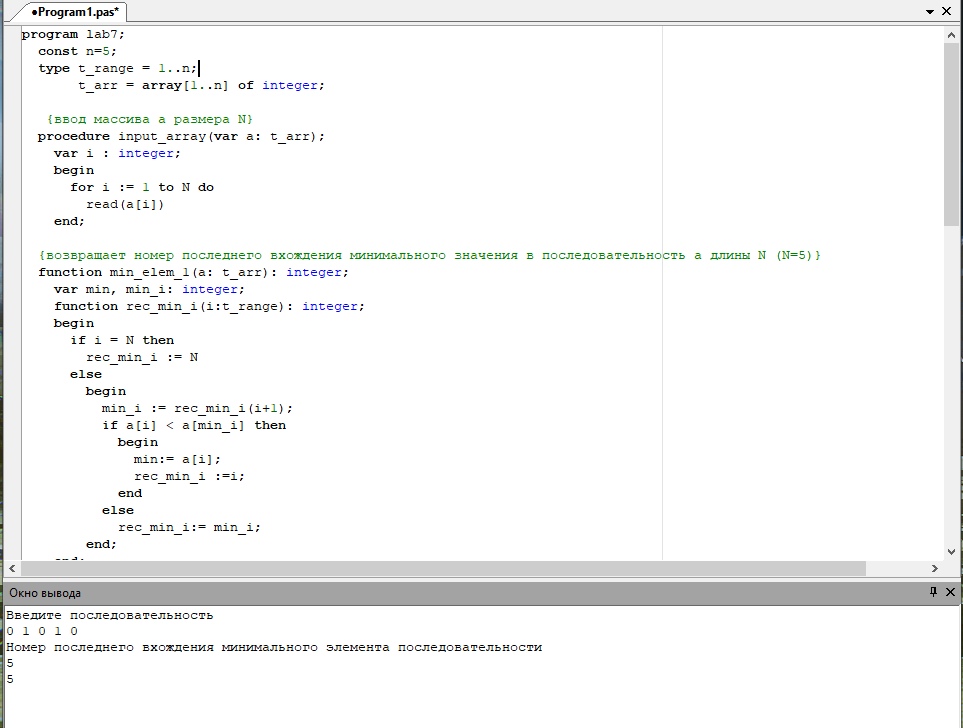 ●Program1.pas*
program lab7;
const n=5;
type t_range = 1..n;
t_arr = array[1..n] of integer;
{ввод массива a размера N}
procedure input_array(var a: t_arr);
var i : integer;
begin
for i := 1 to N do
read(a[i])
end;
{возвращает номер последнего вхождения минимального значения в последовательность a длины N (N=5)}
function min_elem_1(a: t_arr): integer;
var min, min_i: integer;
function rec_min_i(i:t_range): integer;
begin
if i = N then
rec_min_i := N
else
begin
min_i := rec_min_i(i+1);
if a[i] < a[min_i] then
begin
min:= a[i];
rec_min_i :=i;
end
else
rec_min_i:= min_i;
end;
end;
Окно вывода
Введите последовательность
0 1 0 1 0
Номер последнего вхождения минимального элемента последовательности
5
5